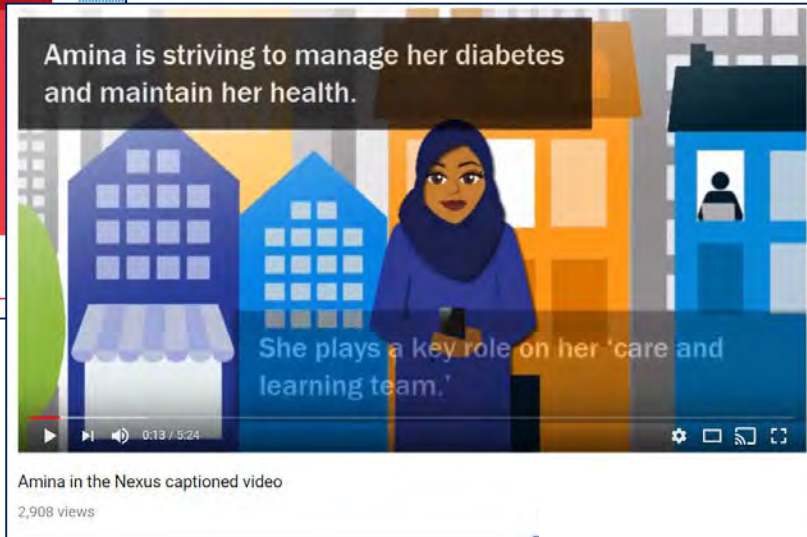 Amina is striving to manage her diabetes
and maintain her health.
She plays a key role on her ‘care and
learning team.’
0:13 / 5:24
Amina in the Nexus captioned video
2,908 views